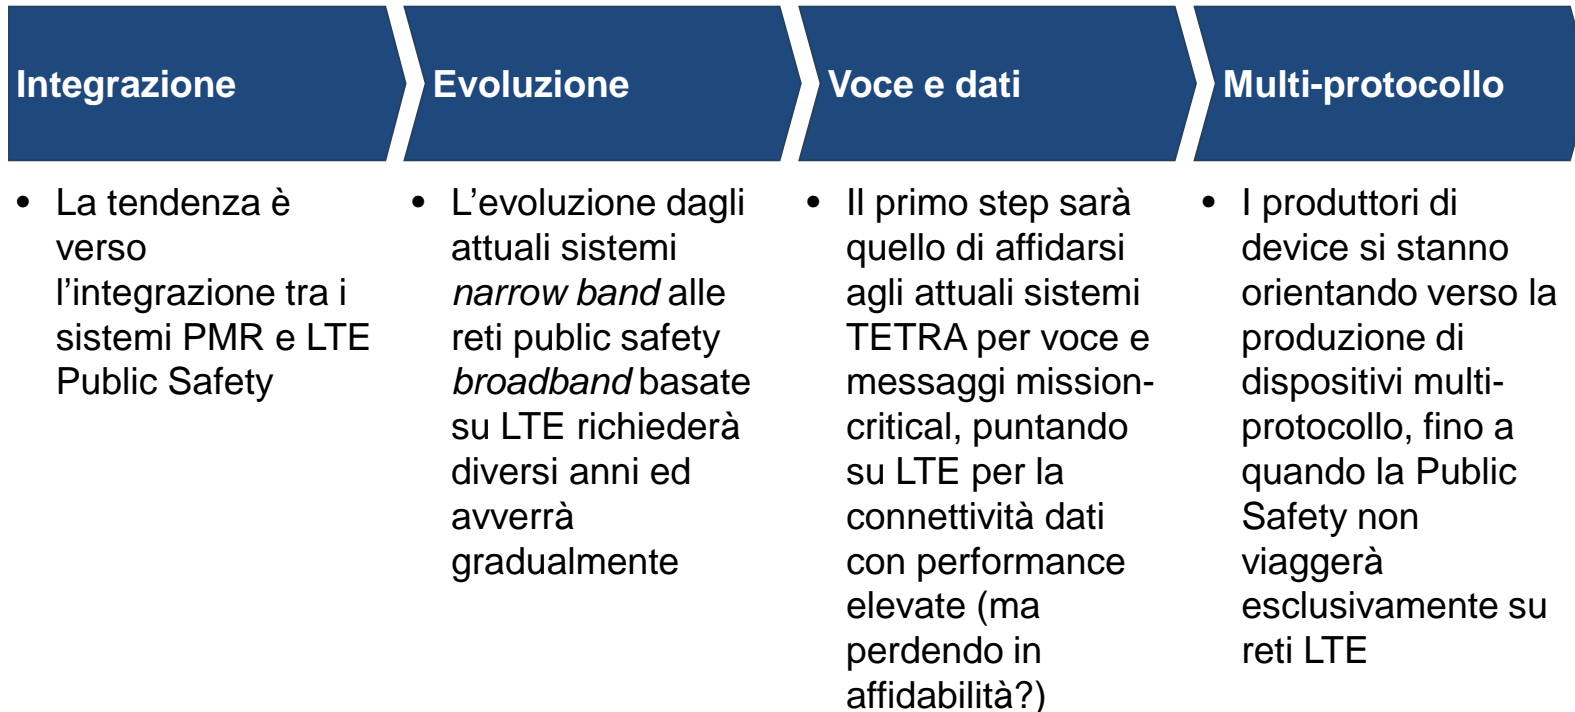 Integrazione
Evoluzione
Voce e dati
Multi-protocollo
• La tendenza è
verso
l'integrazione tra i
sistemi PMR e LTE
Public Safety
• L'evoluzione dagli
attuali sistemi
narrow band alle
reti public safety
broadband basate
su LTE richiederà
diversi anni ed
avverrà
gradualmente
• Il primo step sarà
quello di affidarsi
agli attuali sistemi
TETRA per voce e
messaggi mission-
critical, puntando
su LTE per la
connettività dati
con performance
elevate (ma
perdendo in
affidabilità?)
• I produttori di
device si stanno
orientando verso la
produzione di
dispositivi multi-
protocollo, fino a
quando la Public
Safety non
viaggerà
esclusivamente su
reti LTE